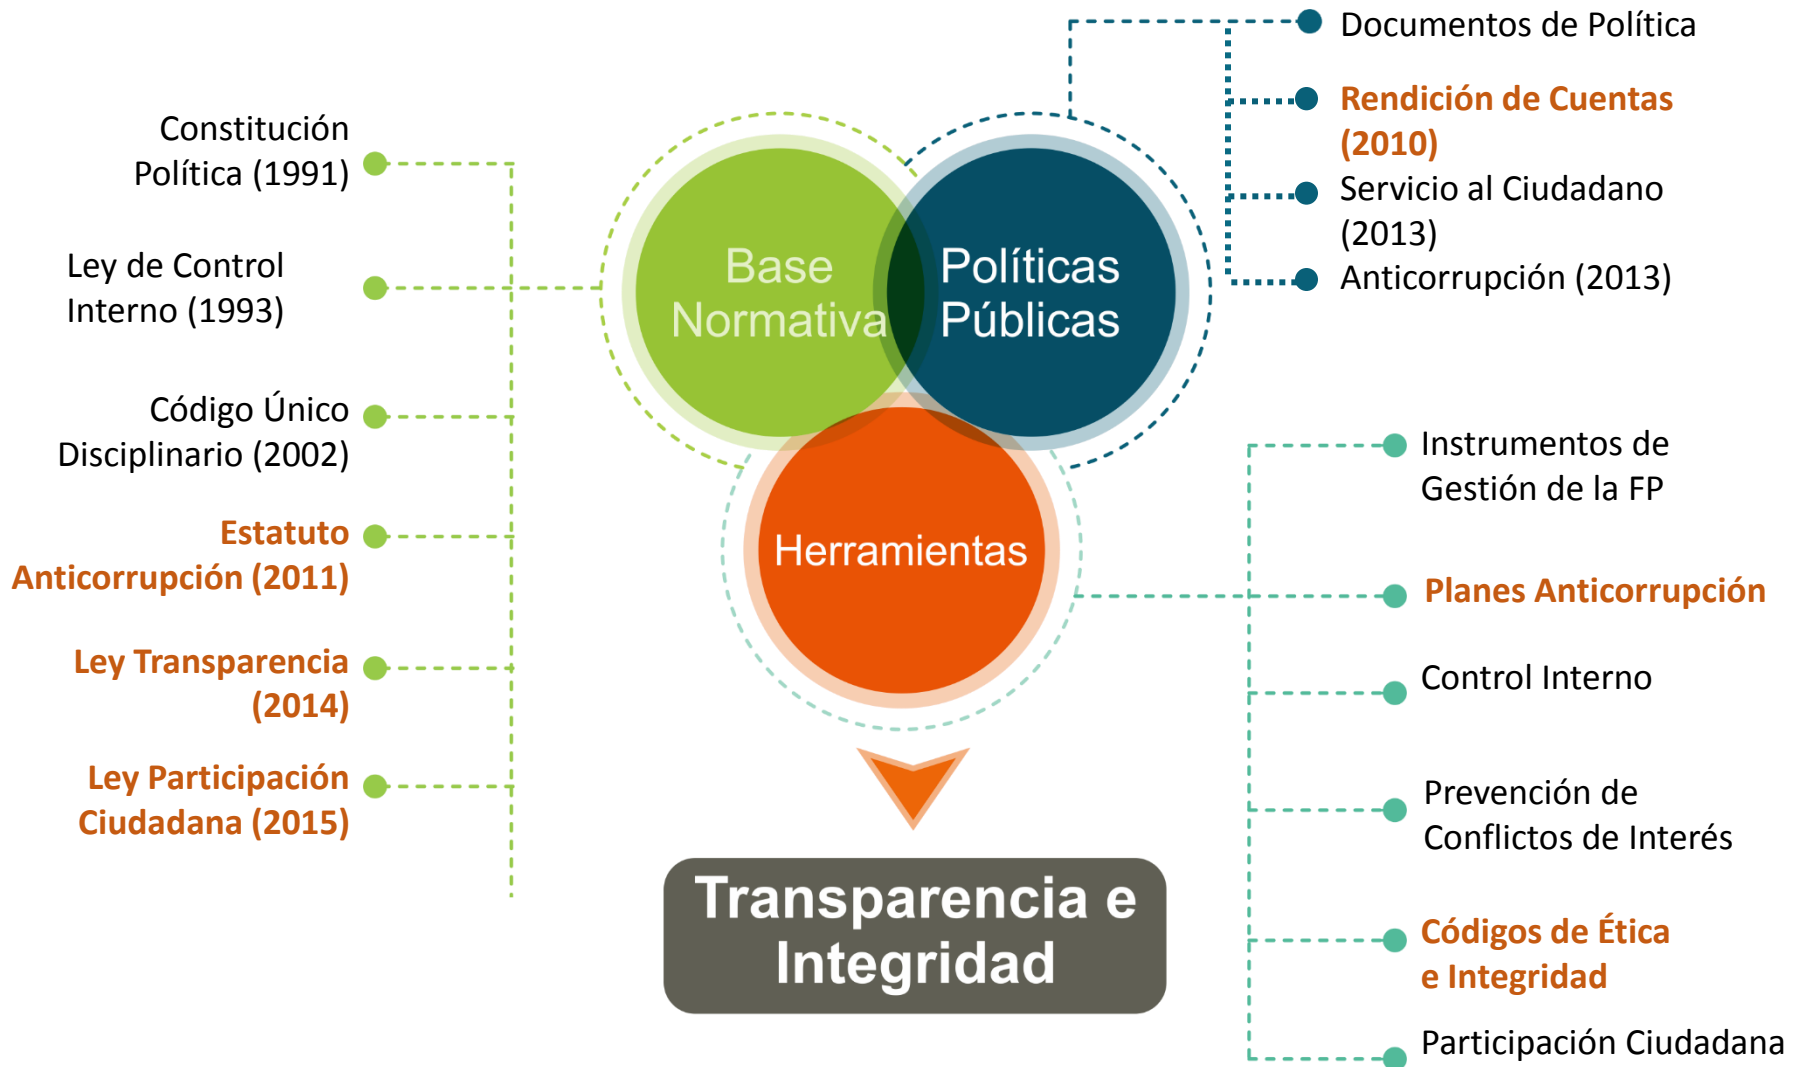 Constitución
Política (1991)
Ley de Control
Interno (1993)
Código Único
Disciplinario (2002)
Estatuto
Anticorrupción (2011)
Ley Transparencia
(2014)
Ley Participación
Ciudadana (2015)
Base
Normativa
Políticas
Públicas
Herramientas
Transparencia e
Integridad
Documentos de Política
Rendición de Cuentas
(2010)
Servicio al Ciudadano
(2013)
Anticorrupción (2013)
Instrumentos de
Gestión de la FP
Planes Anticorrupción
Control Interno
Prevención de
Conflictos de Interés
Códigos de Ética
e Integridad
Participación Ciudadana